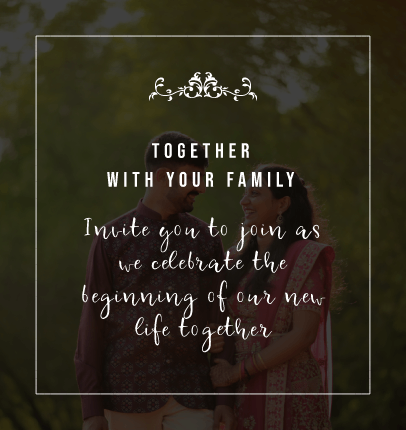 TOGETHER
WITH YOUR FAMILY
Invite you to join as
we celebrate the
beginning of our new
life together